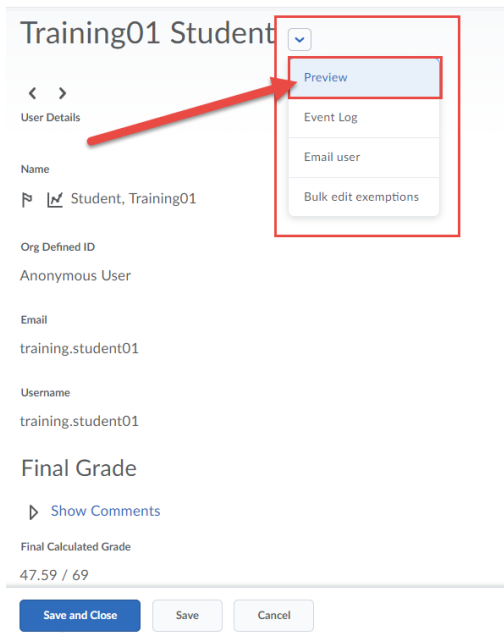 Training01 Student
Preview
Event Log
Email user
Bulk edit exemptions
User Details
Name
Student, Training01
Org Defined ID
Anonymous User
Email
training.student01
Username
training.student01
Final Grade
Show Comments
Final Calculated Grade
47.59 / 69
Save and Close Save Cancel